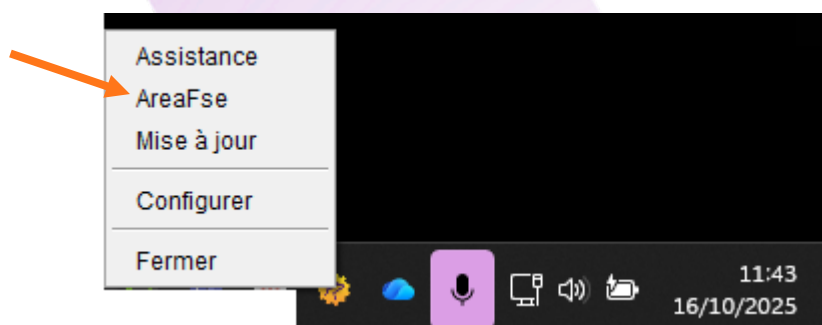 Assistance
AreaFse
Mise à jour
Configurer
Fermer
11:43
16/10/2025